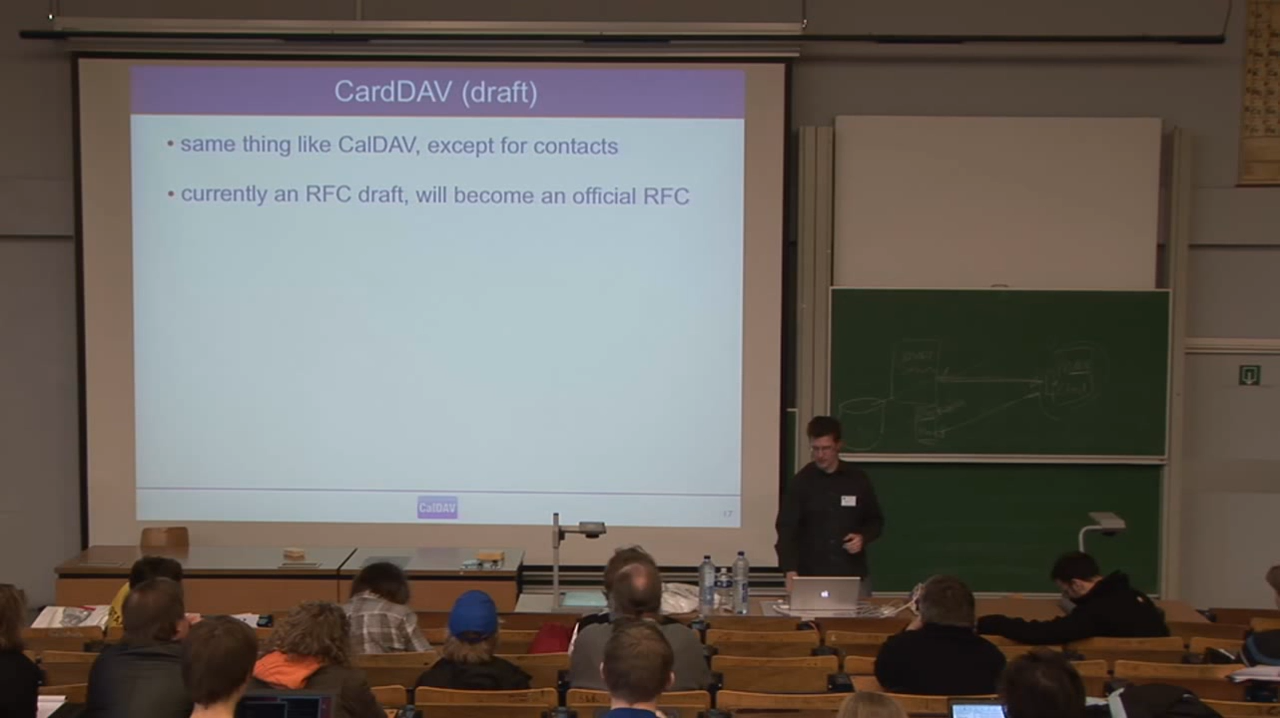 CardDAV (draft)
• same thing like CalDAV, except for contacts
• currently an RFC draft, will become an official RFC
CalDAV
17